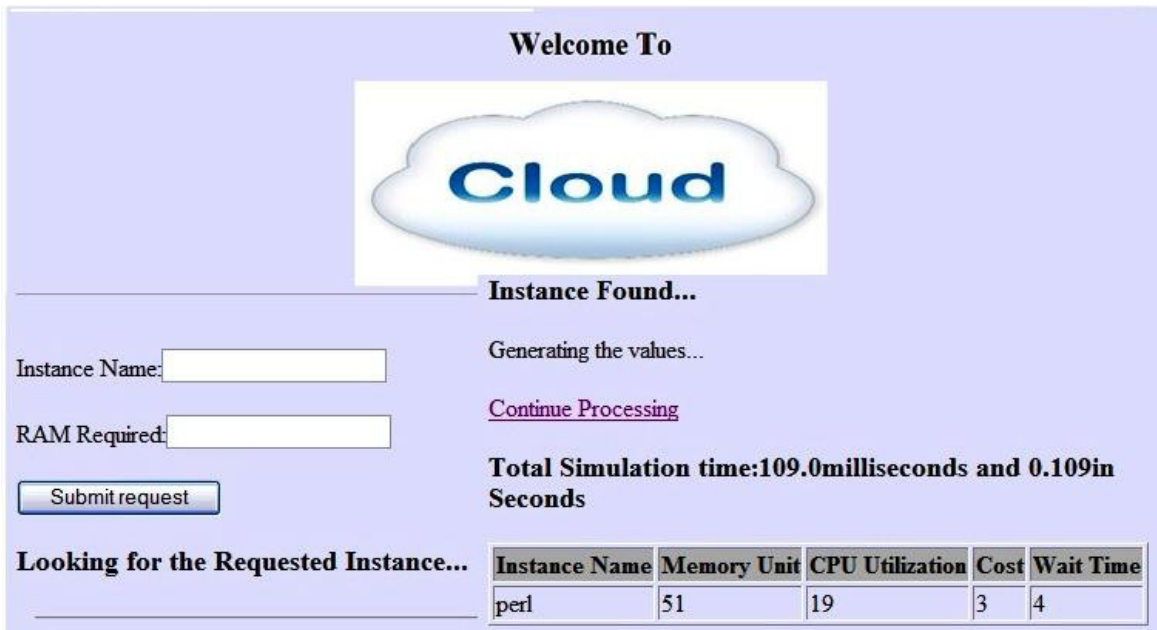 Welcome To
Cloud
Instance Name:
RAM Required:
Submit request
Looking for the Requested Instance...
Instance Found...
Generating the values...
Continue Processing
Total Simulation time:109.0milliseconds and 0.109in
Seconds
Instance Name Memory Unit CPU Utilization Cost Wait Time
perl 51 19 3 4